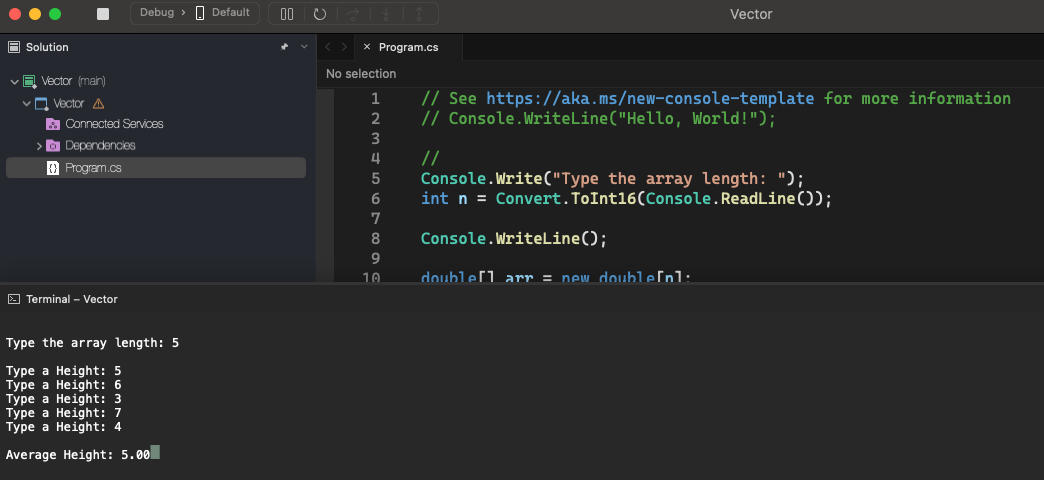 Debug > Default
Vector
Solution
Program.cs
No selection
Vector (main)
Vector
Connected Services
Dependencies
Program.cs
1 // See https://aka.ms/new-console-template for more information
2 // Console.WriteLine("Hello, World!");
3
4 //
5 Console.Write("Type the array length: ");
6 int n = Convert.ToInt16(Console.ReadLine());
7
8 Console.WriteLine();
9
10 double[] arr = new double[n];
Terminal – Vector
Type the array length: 5
Type a Height: 5
Type a Height: 6
Type a Height: 3
Type a Height: 7
Type a Height: 4
Average Height: 5.00